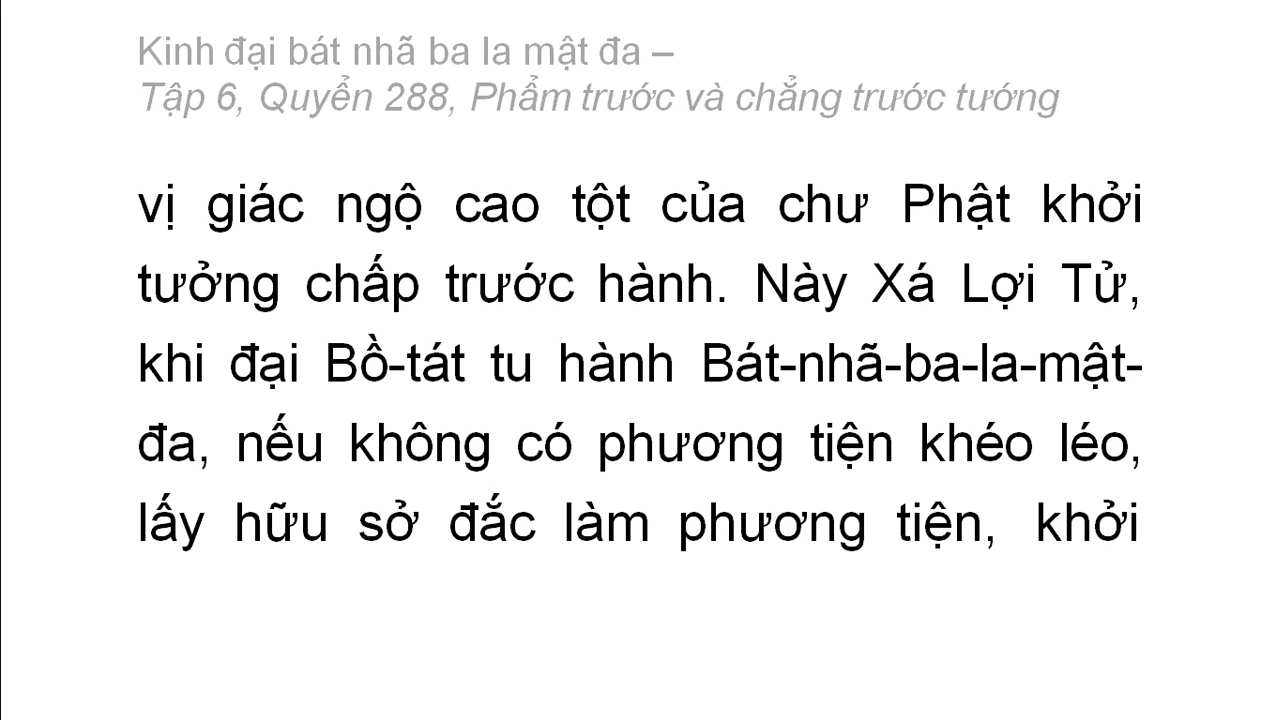 Kinh đại bát nhã ba la mật đa –
Tập 6, Quyển 288, Phẩm trước và chẳng trước tướng
vị giác ngộ cao tột của chư Phật khởi
tưởng chấp trước hành. Này Xá Lợi Tử,
khi đại Bồ-tát tu hành Bát-nhã-ba-la-mật-
đa, nếu không có phương tiện khéo léo,
lấy hữu sở đắc làm phương tiện, khởi